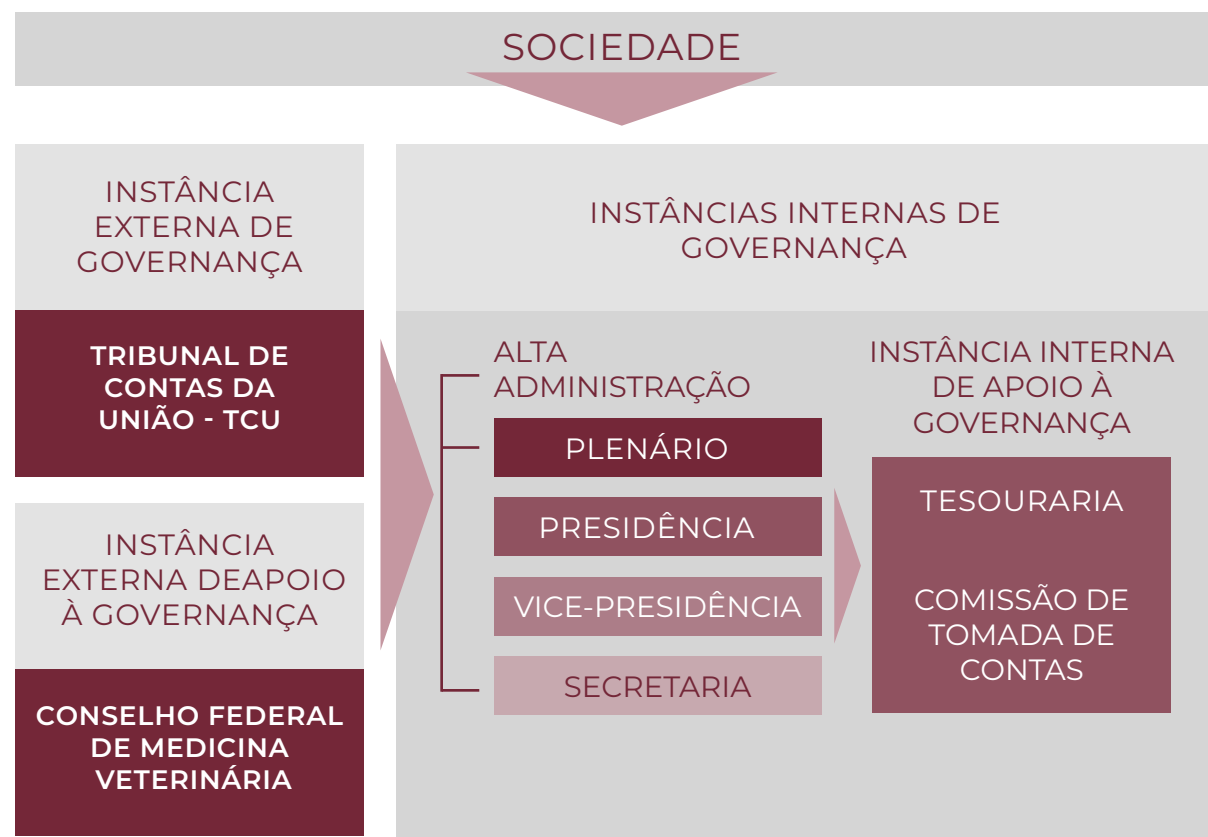 SOCIEDADE
INSTÂNCIA
EXTERNA DE
GOVERNANÇA
TRIBUNAL DE
CONTAS DA
UNIÃO - TCU
INSTÂNCIA
EXTERNA DEAPOIO
À GOVERNANÇA
CONSELHO FEDERAL
DE MEDICINA
VETERINÁRIA
INSTÂNCIAS INTERNAS DE
GOVERNANÇA
ALTA
ADMINISTRAÇÃO
PLENÁRIO
PRESIDÊNCIA
VICE-PRESIDÊNCIA
SECRETARIA
INSTÂNCIA INTERNA
DE APOIO À
GOVERNANÇA
TESOURARIA
COMISSÃO DE
TOMADA DE
CONTAS